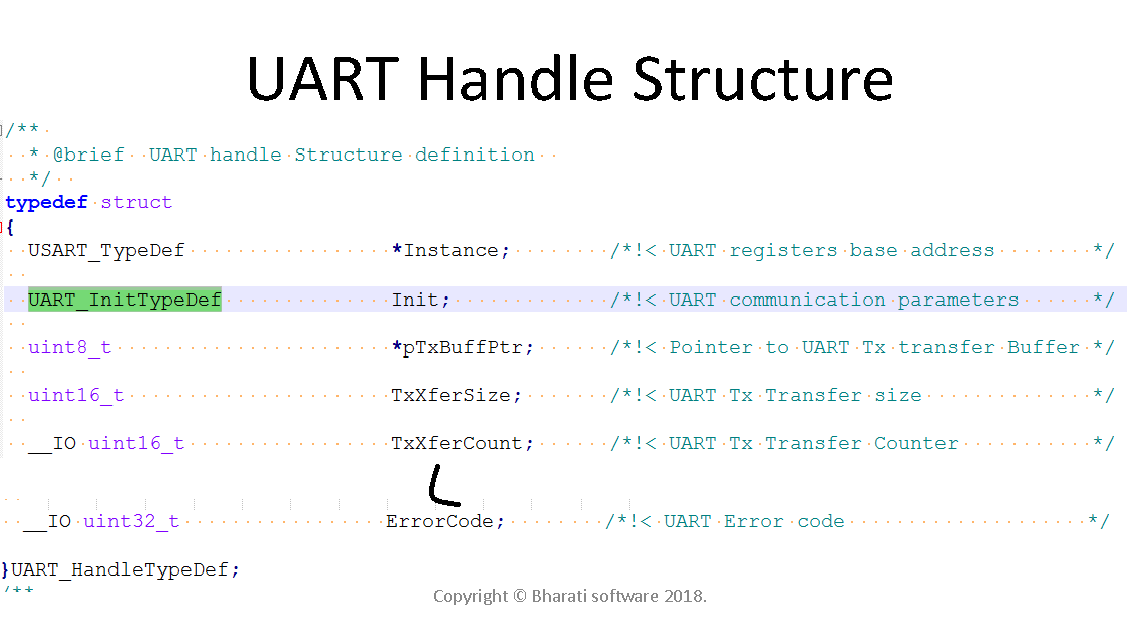 UART Handle Structure
/**
* @brief UART handle Structure definition
*/
typedef struct
{
USART_TypeDef *Instance; /*!< UART registers base address */
UART_InitTypeDef Init; /*!< UART communication parameters */
uint8_t *pTxBuffPtr; /*!< Pointer to UART Tx transfer Buffer */
uint16_t TxXferSize; /*!< UART Tx Transfer size */
__IO uint16_t TxXferCount; /*!< UART Tx Transfer Counter */
__IO uint32_t ErrorCode; /*!< UART Error code */
}UART_HandleTypeDef;
/**
Copyright © Bharati software 2018.